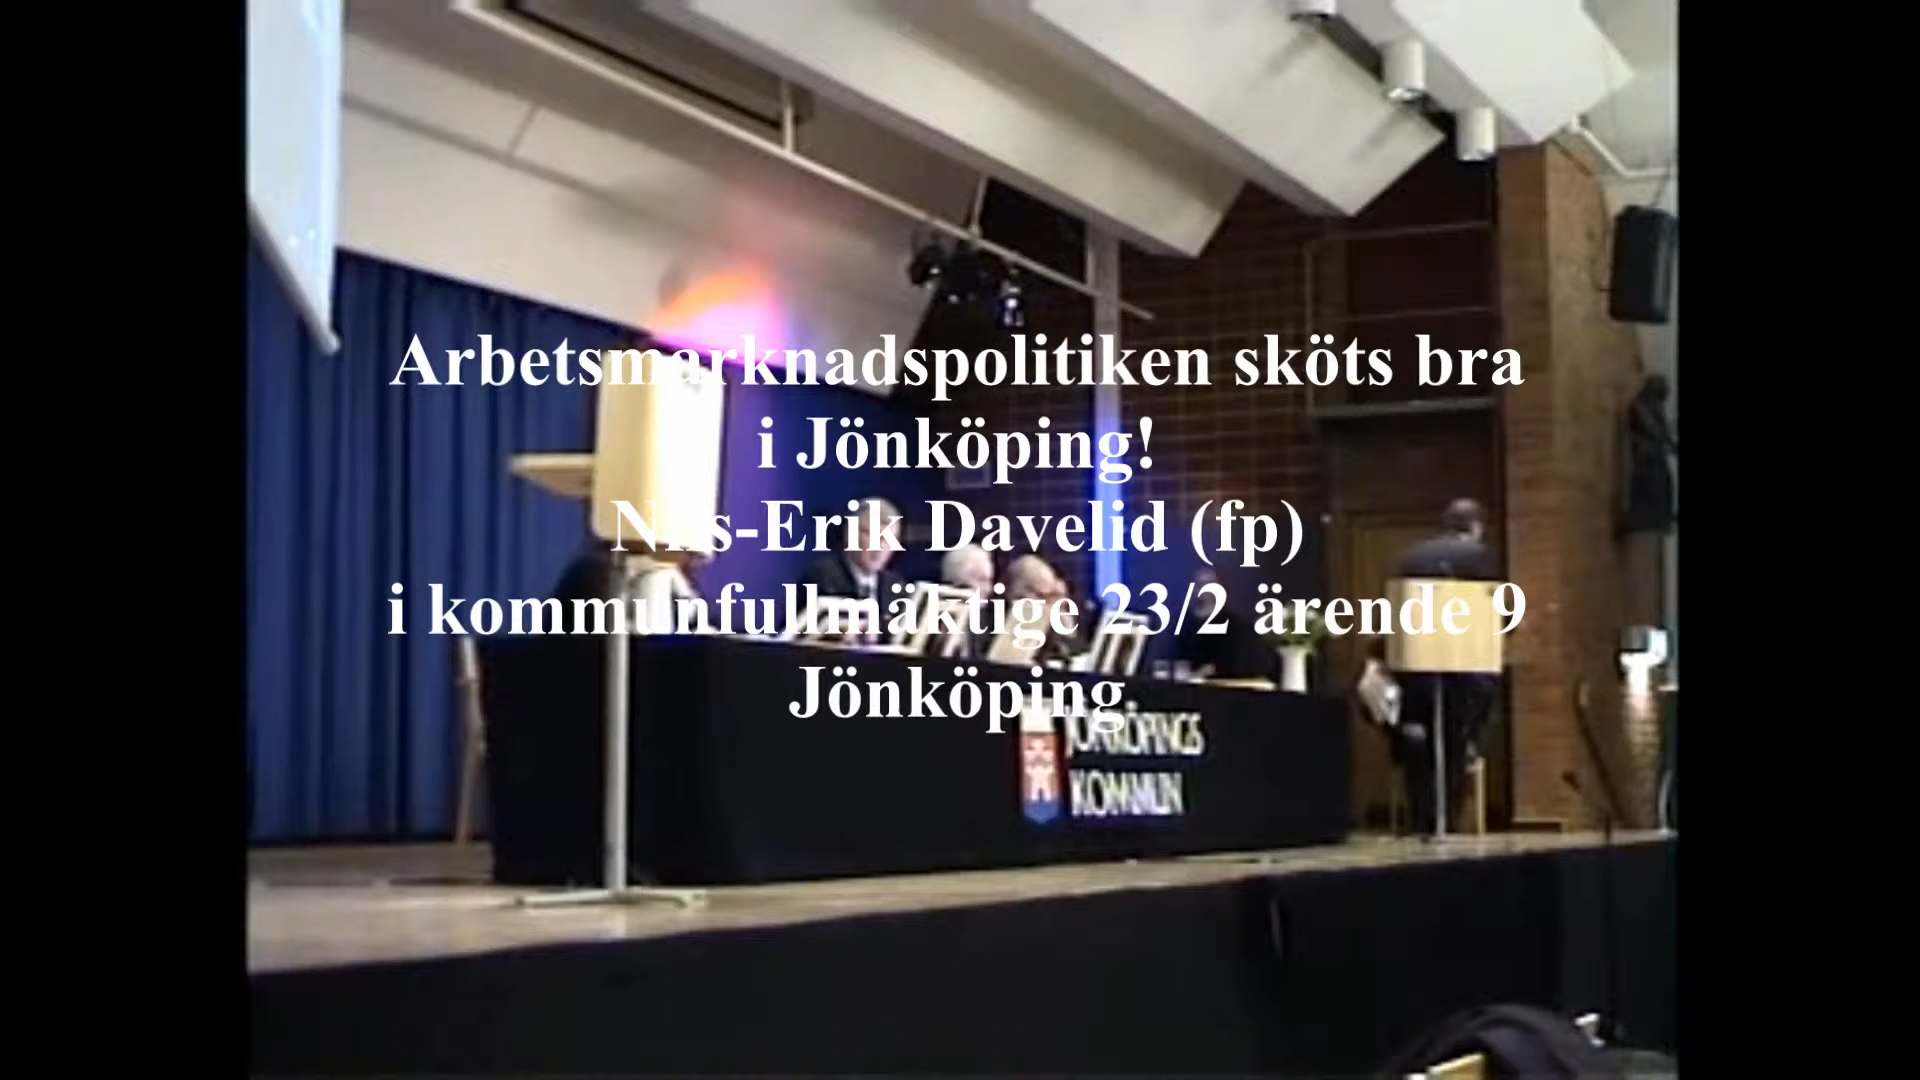 Arbetsmarknadspolitiken sköts bra
i Jönköping!
Nils-Erik Davelid (fp)
i kommunfullmäktige 23/2 ärende 9
Jönköping
JÖNKÖPINGS
KOMMUN